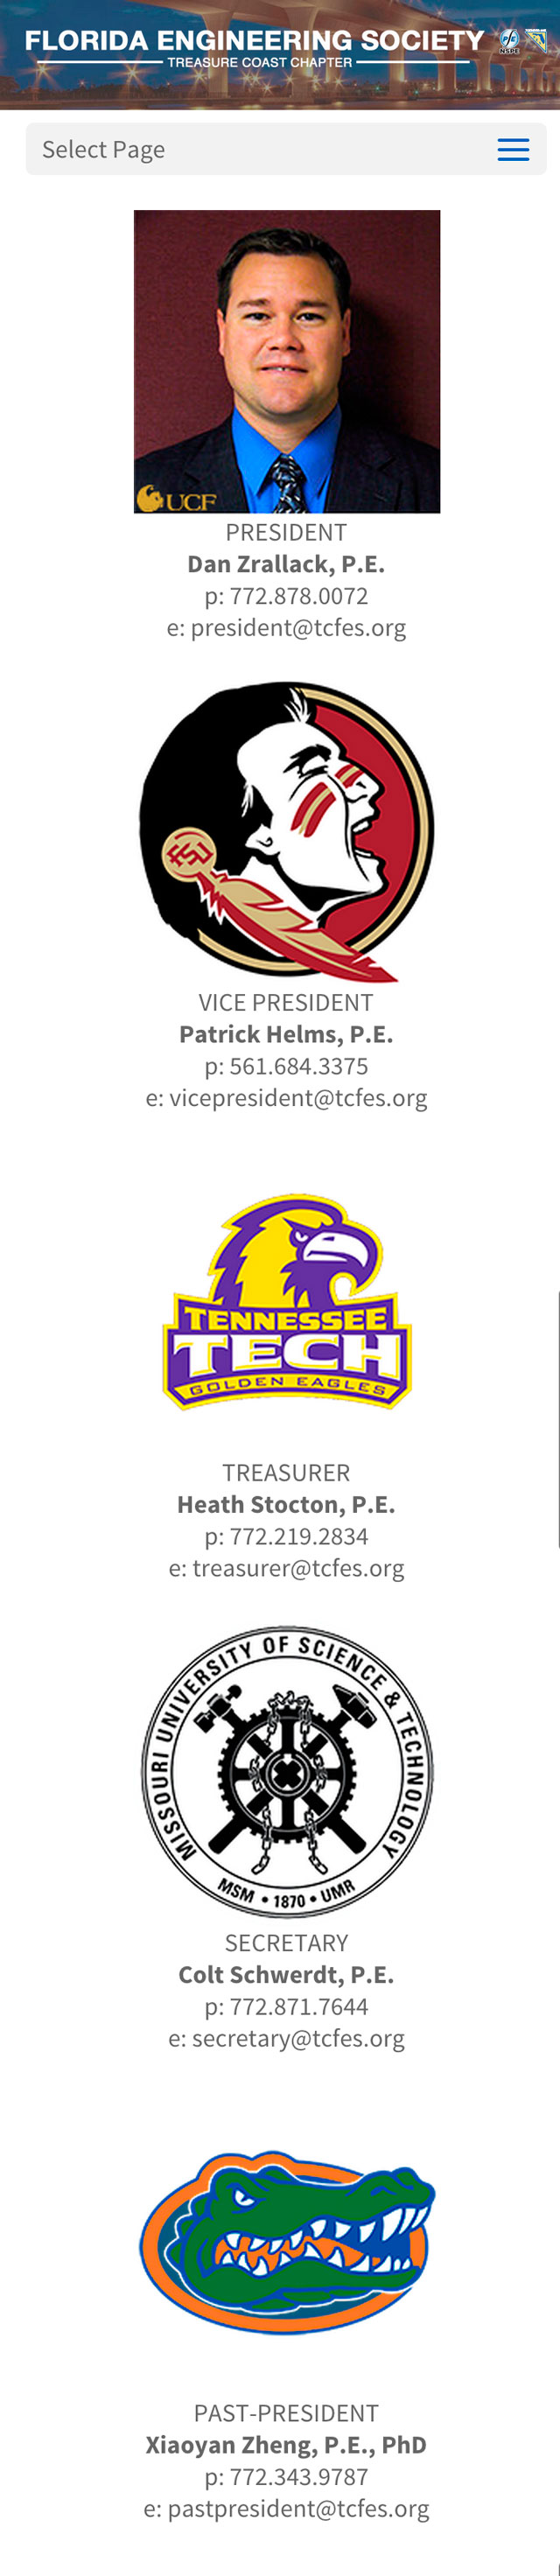 FLORIDA ENGINEERING SOCIETY
TREASURE COAST CHAPTER
NSPE
Select Page
UCF
PRESIDENT
Dan Zrallack, P.E.
p: 772.878.0072
e: president@tcfes.org
FSU
VICE PRESIDENT
Patrick Helms, P.E.
p: 561.684.3375
e: vicepresident@tcfes.org
TENNESSEE
TECH
GOLDEN EAGLES
TREASURER
Heath Stocton, P.E.
p: 772.219.2834
e: treasurer@tcfes.org
MISSOURI UNIVERSITY OF SCIENCE & TECHNOLOGY
MSM • 1870 • UMR
SECRETARY
Colt Schwerdt, P.E.
p: 772.871.7644
e: secretary@tcfes.org
PAST-PRESIDENT
Xiaoyan Zheng, P.E., PhD
p: 772.343.9787
e: pastpresident@tcfes.org